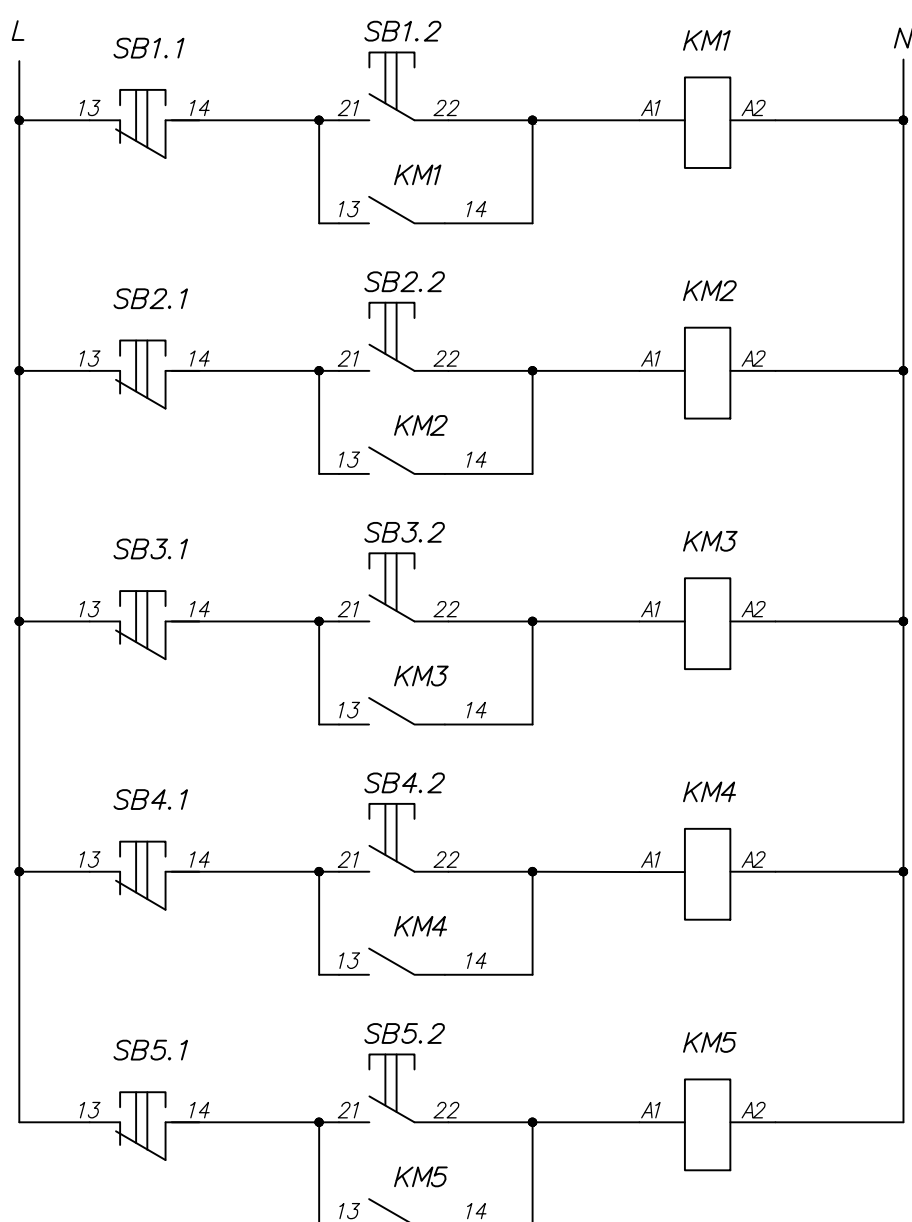 L SB1.1 SB1.2 KM1 N
13 14 21 22 A1 A2
KM1
13 14
SB2.1 SB2.2 KM2
13 14 21 22 A1 A2
KM2
13 14
SB3.1 SB3.2 KM3
13 14 21 22 A1 A2
KM3
13 14
SB4.1 SB4.2 KM4
13 14 21 22 A1 A2
KM4
13 14
SB5.1 SB5.2 KM5
13 14 21 22 A1 A2
KM5
13 14